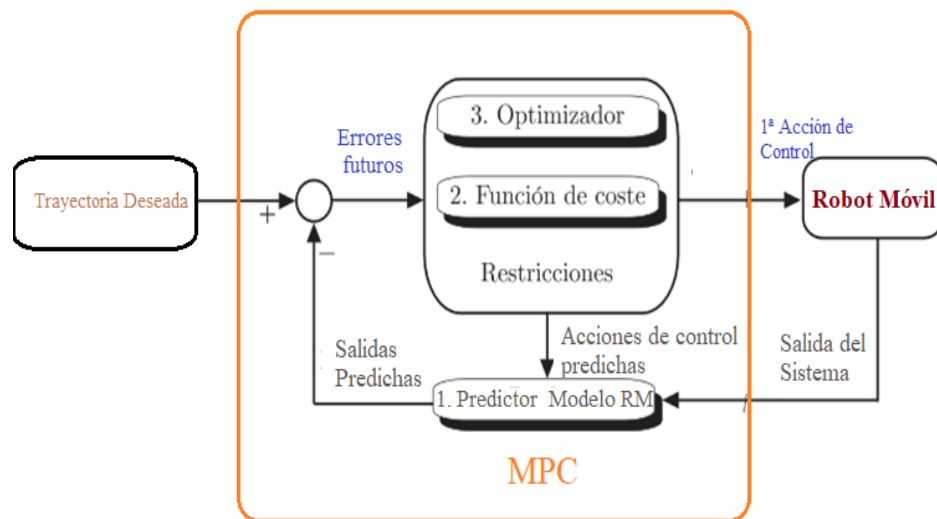 3. Optimizador
1ª Acción de
Control
Errores
futuros
Trayectoria Deseada
2. Función de coste
Robot Móvil
+
−
Restricciones
Salidas
Predichas
Acciones de control
predichas
Salida del
Sistema
1. Predictor Modelo RM
MPC